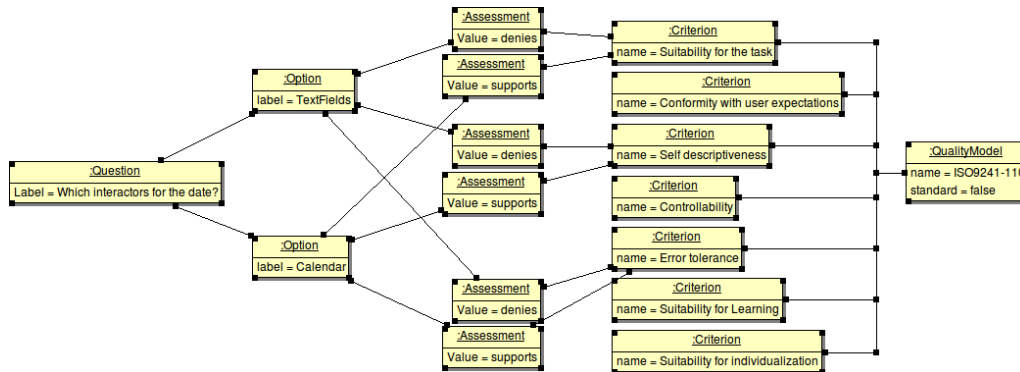 :Assessment
Value = denies
:Assessment
Value = supports
:Criterion
name = Suitability for the task
:Option
label = TextFields
:Criterion
name = Conformity with user expectations
:Assessment
Value = denies
:Criterion
name = Self descriptiveness
:Question
Label = Which interactors for the date?
:Assessment
Value = supports
:Criterion
name = Controllability
:QualityModel
name = ISO9241-110
standard = false
:Option
label = Calendar
:Criterion
name = Error tolerance
:Assessment
Value = denies
:Criterion
name = Suitability for Learning
:Assessment
Value = supports
:Criterion
name = Suitability for individualization